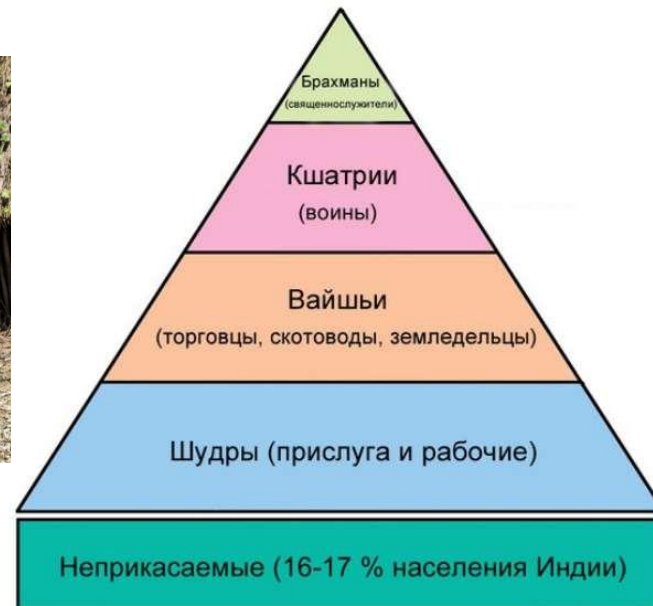 Брахманы
(священнослужители)
Кшатрии
(воины)
Вайшьи
(торговцы, скотоводы, земледельцы)
Шудры (прислуга и рабочие)
Неприкасаемые (16-17 % населения Индии)